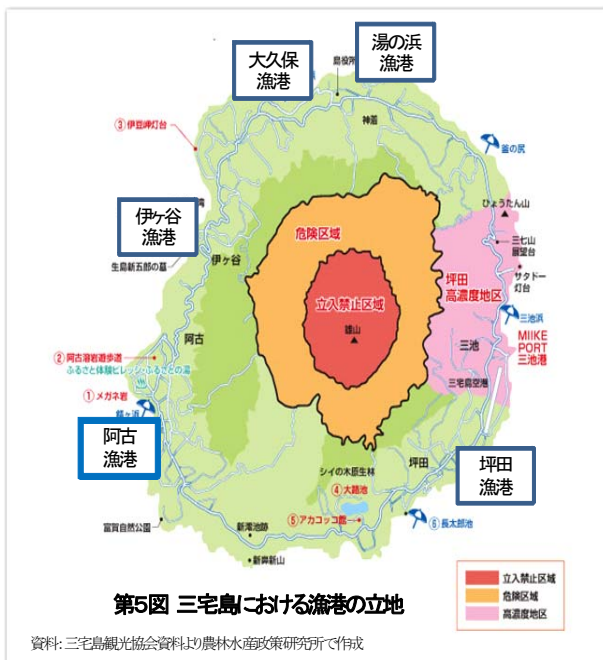 湯の浜
漁港
大久保
漁港
島役所
神着
③伊豆岬灯台
釜の尻
ひょうたん山
湾
伊ヶ谷
漁港
危険区域
三七山
展望台
伊ヶ谷
生島新五郎の墓
坪田
高濃度地区
サタドー
灯台
立入禁止区域
雄山
三池浜
MIIKE
PORT
三池港
阿古
三池
②阿古溶岩遊歩道
ふるさと体験ビレッジ・ふるさとの湯
三宅島空港
①メガネ岩
錆ヶ浜
阿古
漁港
坪田
漁港
シイの木原生林
坪田
④大路池
富賀自然公園
新澪池跡
⑤アカコッコ館
⑥長太郎池
新鼻新山
立入禁止区域
危険区域
高濃度地区
第5図 三宅島における漁港の立地
資料:三宅島観光協会資料より農林水産政策研究所で作成